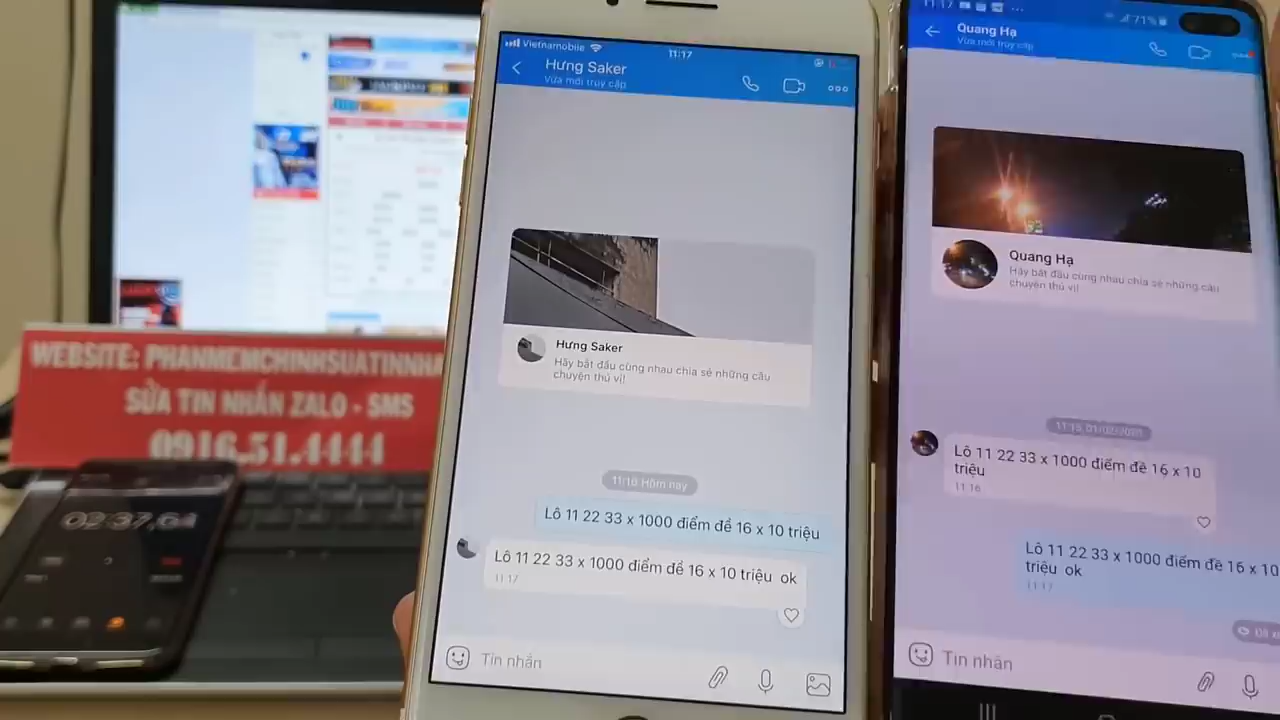 WEBSITE: PHANMEMCHINHSUATINNHA
SỬA TIN NHẮN ZALO - SMS
0916.51.4444
02:37,64
Vietnamobile
11:17
Hưng Saker
Vừa mới truy cập
Hưng Saker
Hãy bắt đầu cùng nhau chia sẻ những câu
chuyện thú vị!
11:16 Hôm nay
Lô 11 22 33 x 1000 điểm đề 16 x 10 triệu
Lô 11 22 33 x 1000 điểm đề 16 x 10 triệu ok
11:17
Tin nhắn
11:17
71%
Quang Hạ
Vừa mới truy cập
Quang Hạ
Hãy bắt đầu cùng nhau chia sẻ những câu
chuyện thú vị!
Lô 11 22 33 x 1000 điểm đề 16 x 10
triệu
11:16
Lô 11 22 33 x 1000 điểm đề 16 x 10
triệu ok
11:17
Tin nhắn